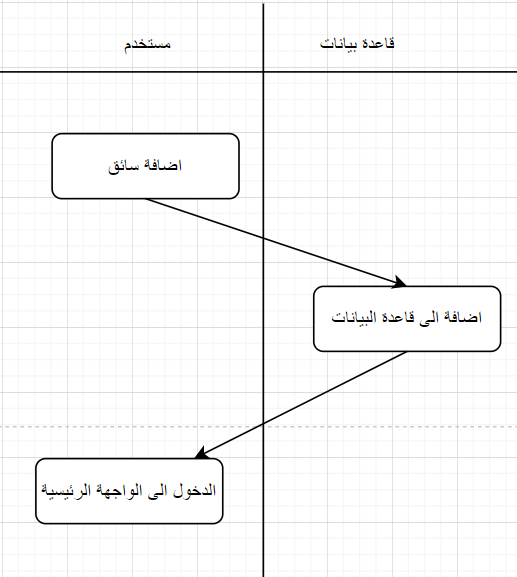 قاعدة بيانات
مستخدم
اضافة سائق
اضافة الى قاعدة البيانات
الدخول الى الواجهة الرئيسية